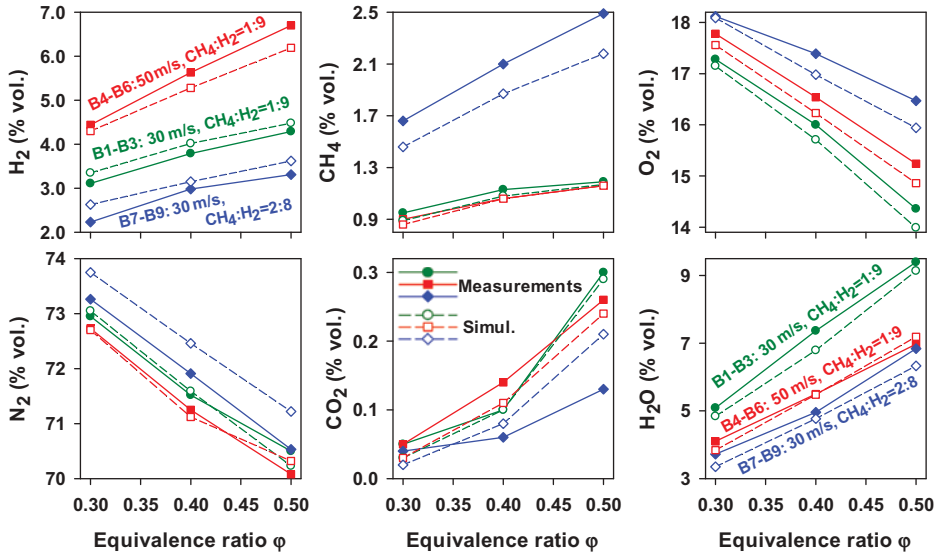 H2 (% vol.)
7.0
6.0
5.0
4.0
3.0
2.0
B4-B6:50m/s, CH4:H2=1:9
B1-B3: 30 m/s, CH4:H2=1:9
B7-B9: 30 m/s,
CH4:H2=2:8
CH4 (% vol.)
2.5
2.1
1.7
1.3
0.9
O2 (% vol.)
18
17
16
15
14
N2 (% vol.)
74
73
72
71
70
0.30 0.35 0.40 0.45 0.50
Equivalence ratio φ
CO2 (% vol.)
0.3
0.2
0.1
0.0
Measurements
Simul.
0.30 0.35 0.40 0.45 0.50
Equivalence ratio φ
H2O (% vol.)
9
7
5
3
B1-B3: 30 m/s, CH4:H2=1:9
B4-B6: 50 m/s, CH4:H2=1:9
B7-B9: 30 m/s, CH4:H2=2:8
0.30 0.35 0.40 0.45 0.50
Equivalence ratio φ